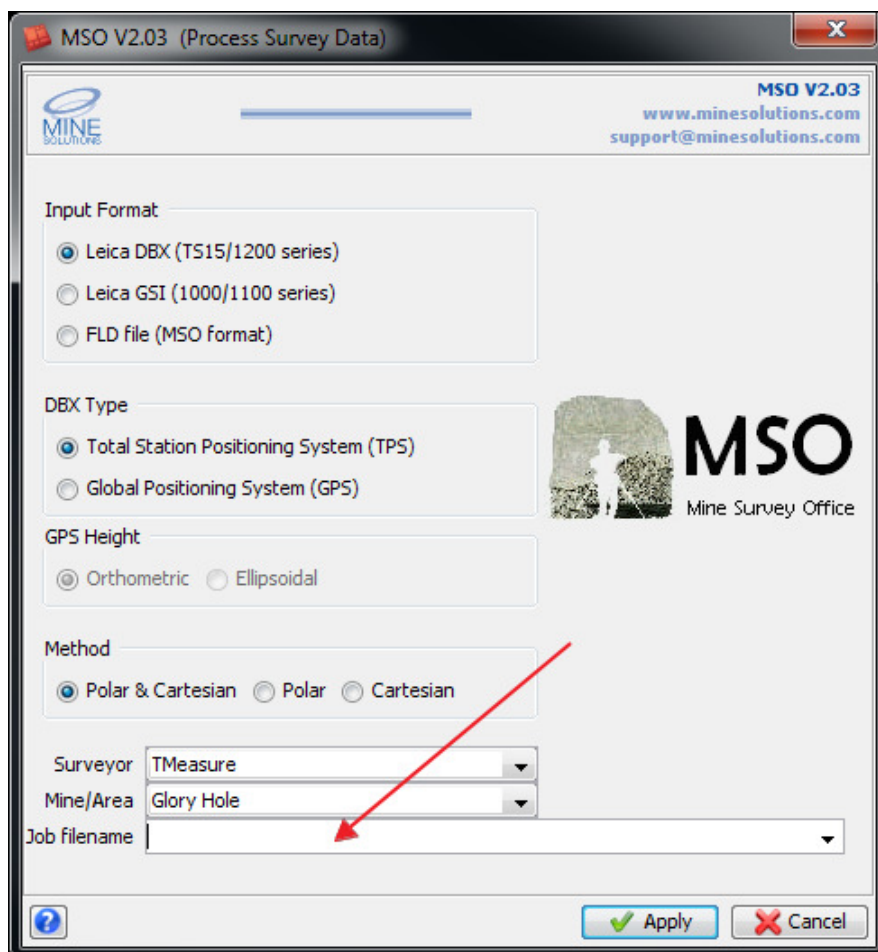 MSO V2.03 (Process Survey Data)
MINE
SOLUTIONS
MSO V2.03
www.minesolutions.com
support@minesolutions.com
Input Format
Leica DBX (TS15/1200 series)
Leica GSI (1000/1100 series)
FLD file (MSO format)
DBX Type
Total Station Positioning System (TPS)
Global Positioning System (GPS)
MSO
Mine Survey Office
GPS Height
Orthometric Ellipsoidal
Method
Polar & Cartesian Polar Cartesian
Surveyor TMeasure
Mine/Area Glory Hole
Job filename
? Apply Cancel